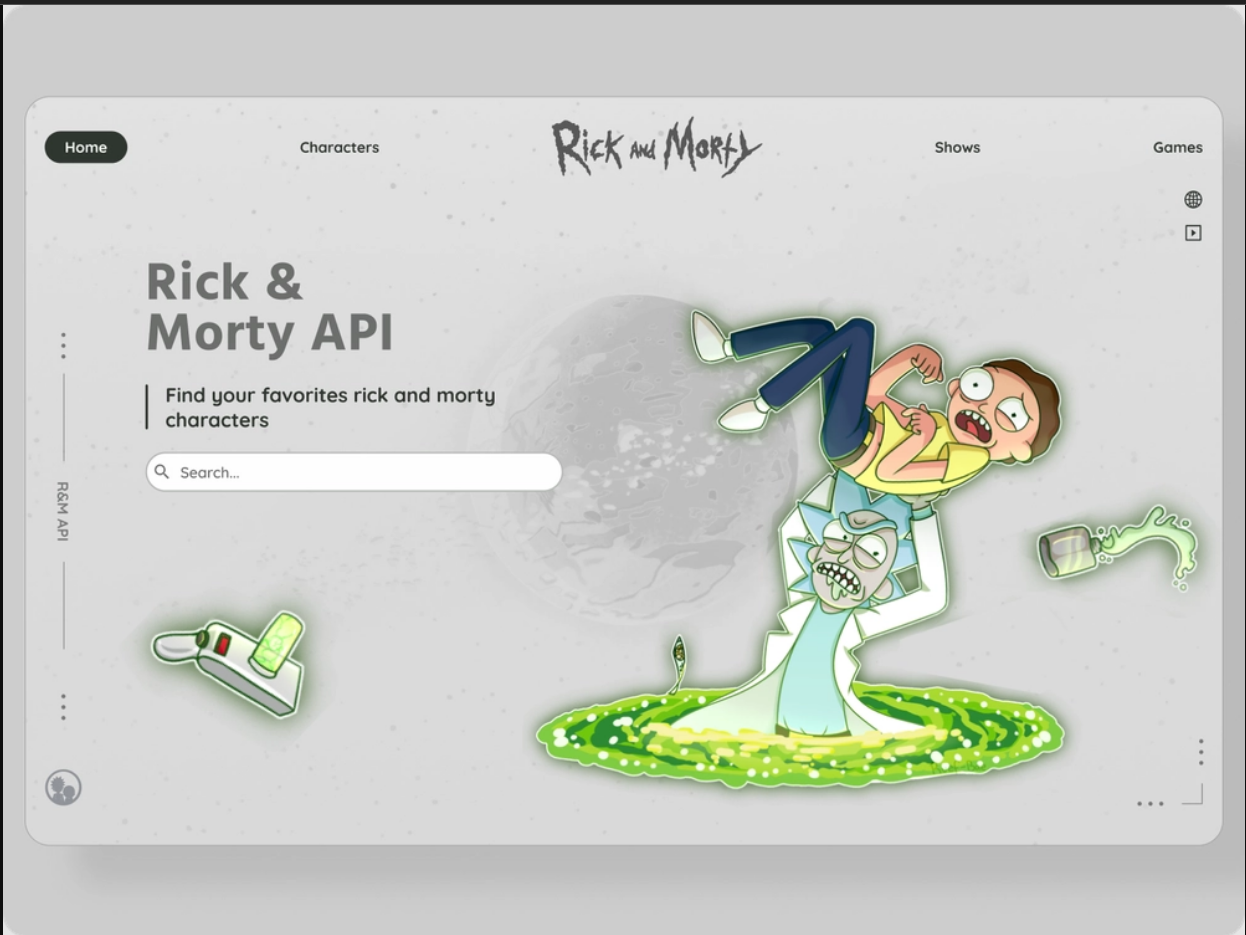 Home
Characters
Rick and Morty
Shows
Games
Rick &
Morty API
Find your favorites rick and morty
characters
Search...
R&M API